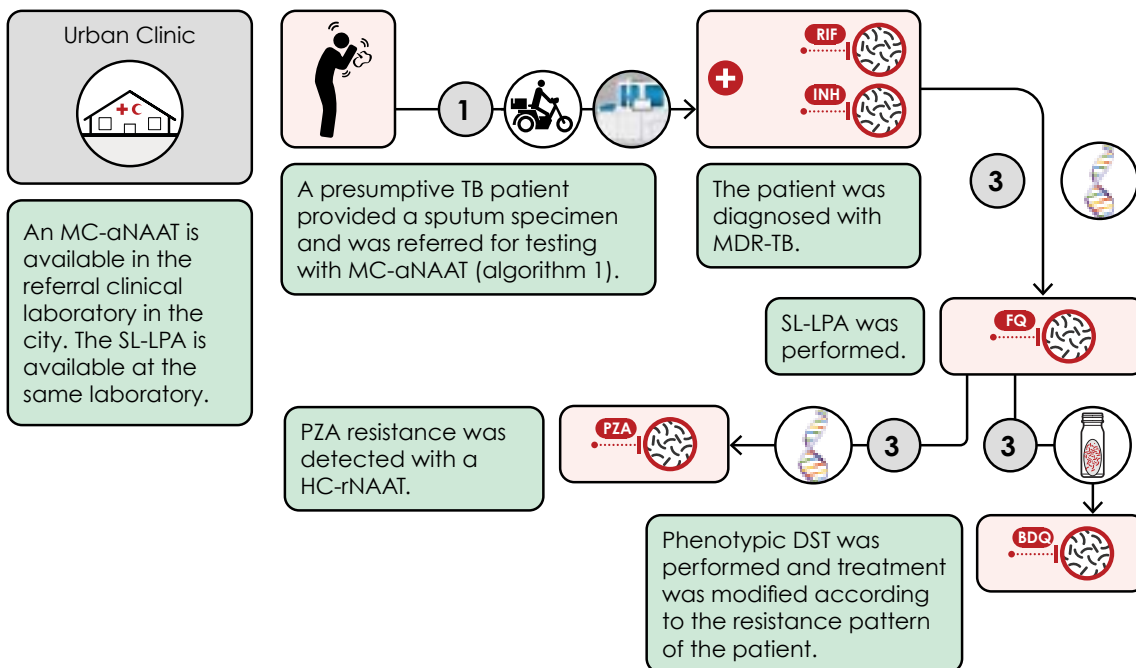 Urban Clinic
An MC-aNAAT is
available in the
referral clinical
laboratory in the
city. The SL-LPA is
available at the
same laboratory.
1
A presumptive TB patient
provided a sputum specimen
and was referred for testing
with MC-aNAAT (algorithm 1).
RIF
INH
The patient was
diagnosed with
MDR-TB.
3
SL-LPA was
performed.
FQ
3
3
PZA
PZA resistance was
detected with a
HC-rNAAT.
BDQ
Phenotypic DST was
performed and treatment
was modified according
to the resistance pattern
of the patient.